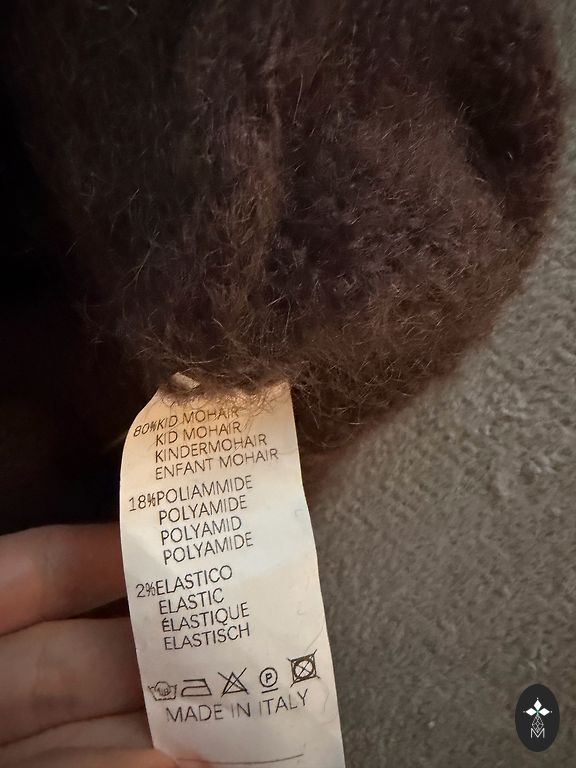 80%KID MOHAIR
KID MOHAIR
KINDERMOHAIR
ENFANT MOHAIR
18%POLIAMMIDE
POLYAMIDE
POLYAMID
POLYAMIDE
2%ELASTICO
ELASTIC
ÉLASTIQUE
ELASTISCH
P
MADE IN ITALY
M